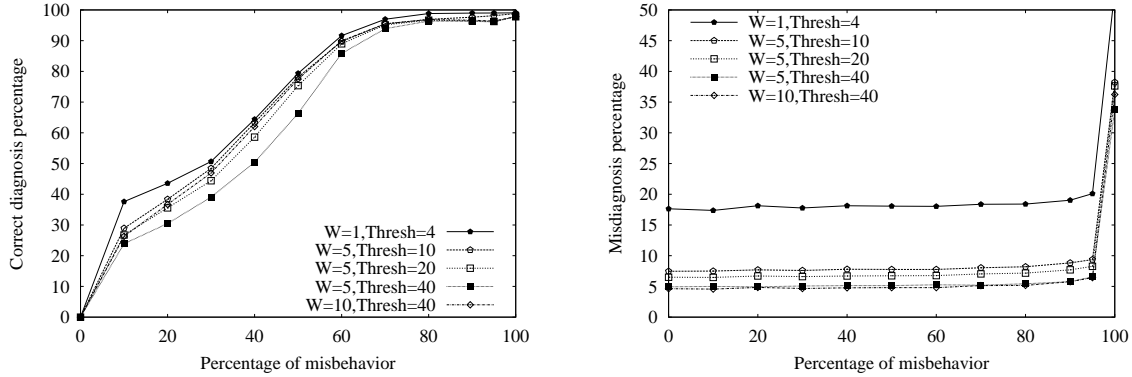 Correct diagnosis percentage
100
90
80
70
60
50
40
30
20
10
0
W=1,Thresh=4
W=5,Thresh=10
W=5,Thresh=20
W=5,Thresh=40
W=10,Thresh=40
0 20 40 60 80 100
Percentage of misbehavior
Misdiagnosis percentage
50
45
40
35
30
25
20
15
10
5
0
W=1,Thresh=4
W=5,Thresh=10
W=5,Thresh=20
W=5,Thresh=40
W=10,Thresh=40
0 20 40 60 80 100
Percentage of misbehavior